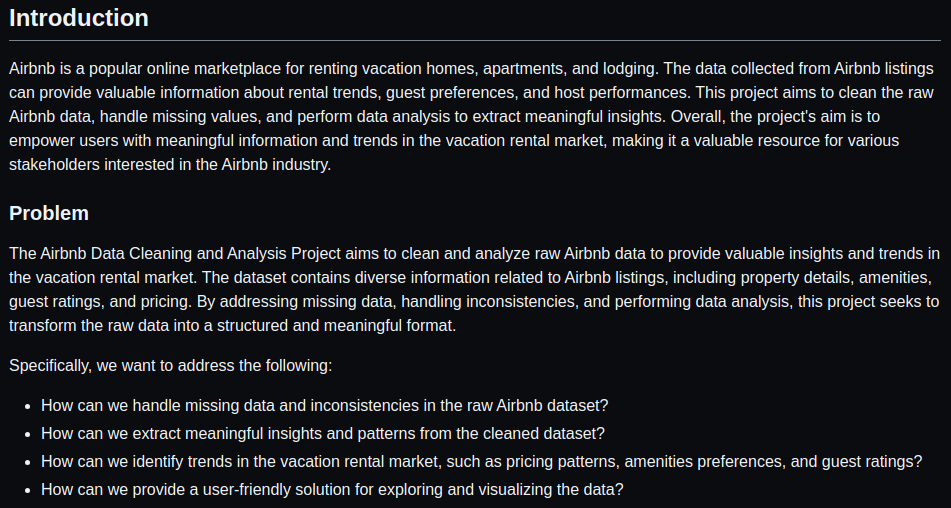 Introduction
Airbnb is a popular online marketplace for renting vacation homes, apartments, and lodging. The data collected from Airbnb listings
can provide valuable information about rental trends, guest preferences, and host performances. This project aims to clean the raw
Airbnb data, handle missing values, and perform data analysis to extract meaningful insights. Overall, the project's aim is to
empower users with meaningful information and trends in the vacation rental market, making it a valuable resource for various
stakeholders interested in the Airbnb industry.
Problem
The Airbnb Data Cleaning and Analysis Project aims to clean and analyze raw Airbnb data to provide valuable insights and trends in
the vacation rental market. The dataset contains diverse information related to Airbnb listings, including property details, amenities,
guest ratings, and pricing. By addressing missing data, handling inconsistencies, and performing data analysis, this project seeks to
transform the raw data into a structured and meaningful format.
Specifically, we want to address the following:
• How can we handle missing data and inconsistencies in the raw Airbnb dataset?
• How can we extract meaningful insights and patterns from the cleaned dataset?
• How can we identify trends in the vacation rental market, such as pricing patterns, amenities preferences, and guest ratings?
• How can we provide a user-friendly solution for exploring and visualizing the data?